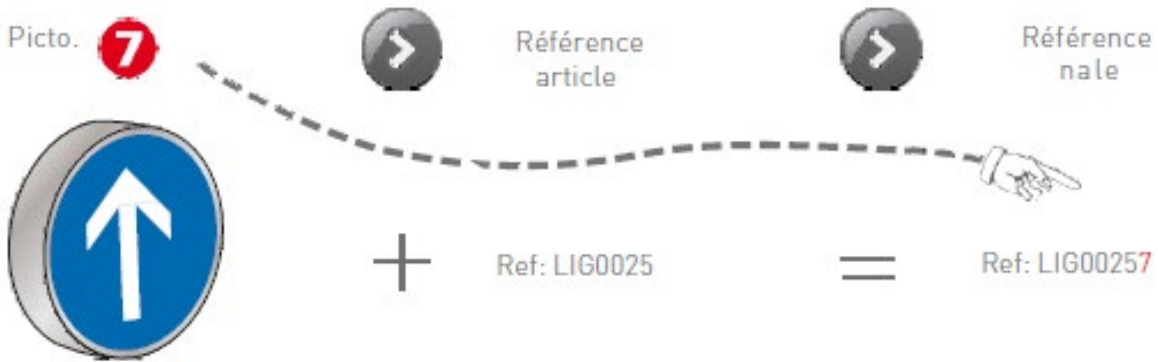 Picto. 7
Référence
article
Référence
nale
Ref: LIG0025
Ref: LIG00257